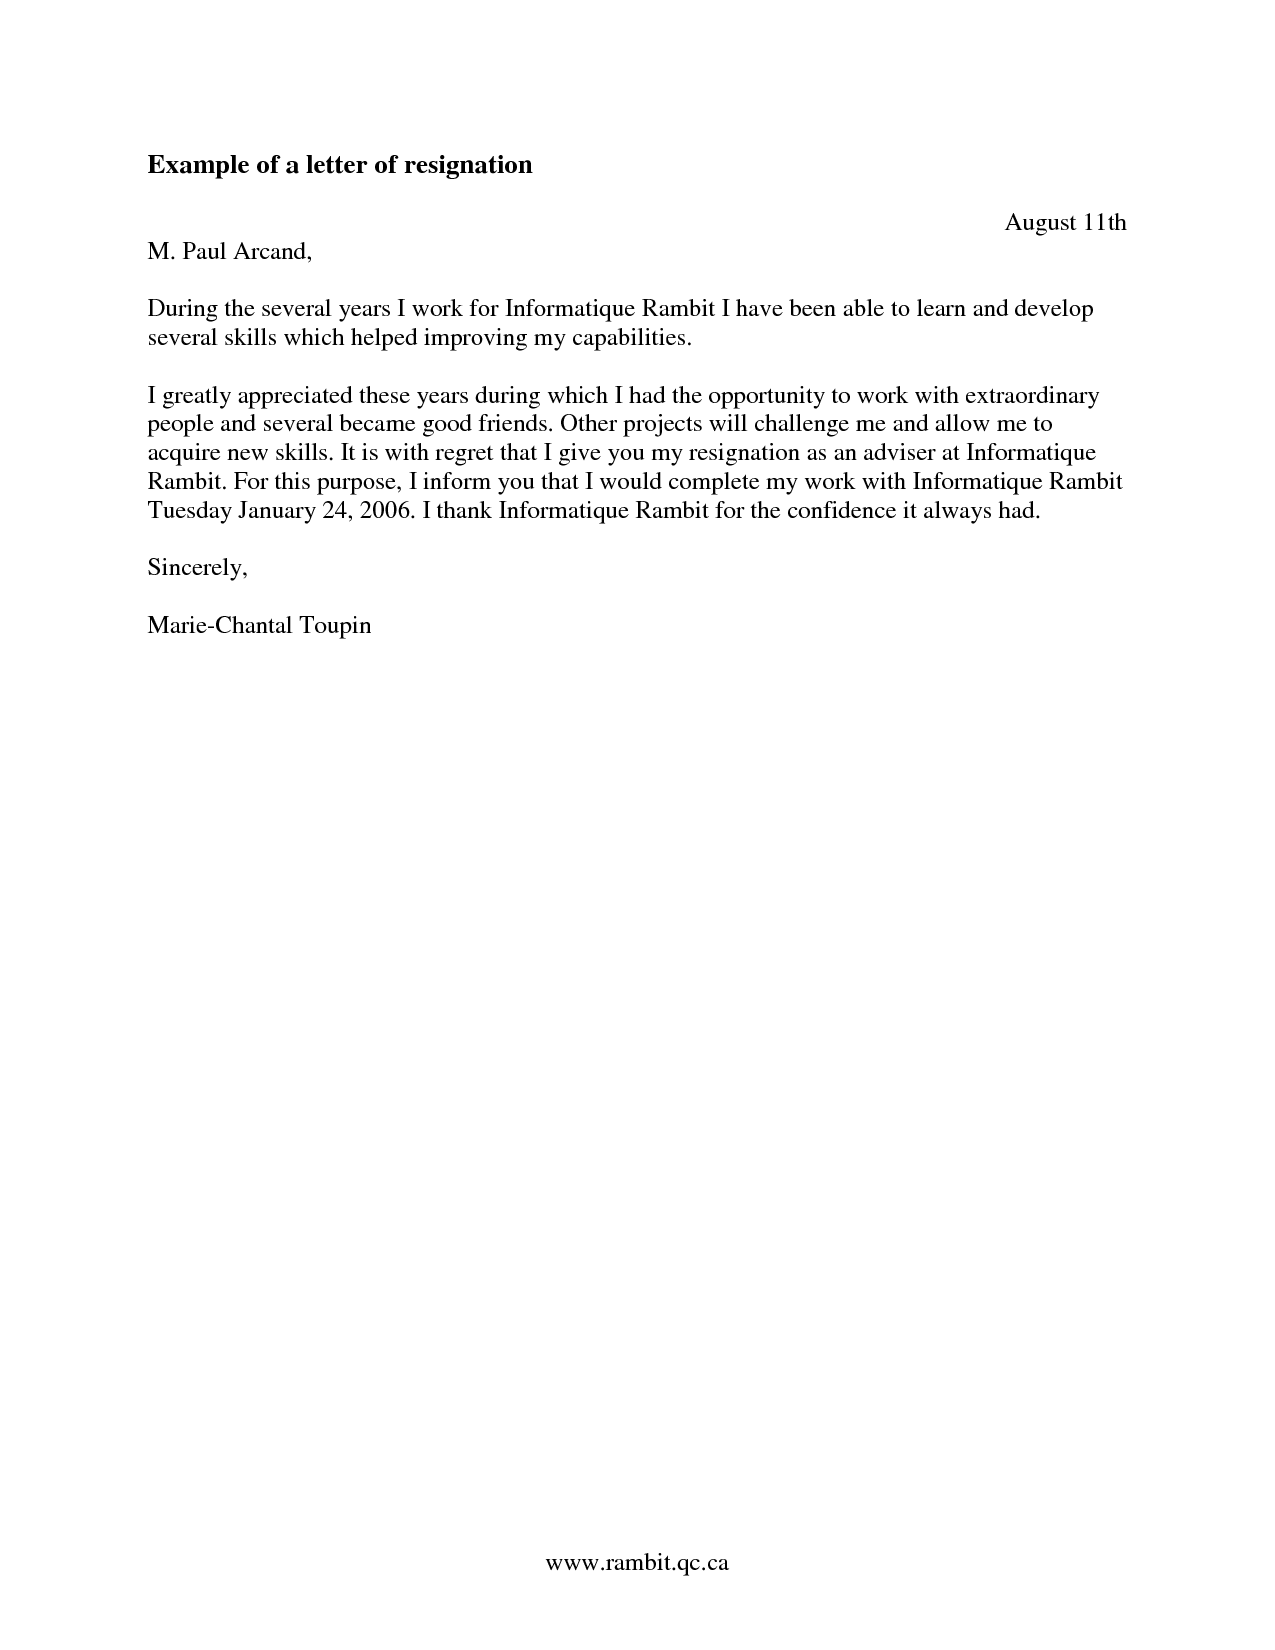 Example of a letter of resignation
August 11th
M. Paul Arcand,
During the several years I work for Informatique Rambit I have been able to learn and develop
several skills which helped improving my capabilities.
I greatly appreciated these years during which I had the opportunity to work with extraordinary
people and several became good friends. Other projects will challenge me and allow me to
acquire new skills. It is with regret that I give you my resignation as an adviser at Informatique
Rambit. For this purpose, I inform you that I would complete my work with Informatique Rambit
Tuesday January 24, 2006. I thank Informatique Rambit for the confidence it always had.
Sincerely,
Marie-Chantal Toupin
www.rambit.qc.ca